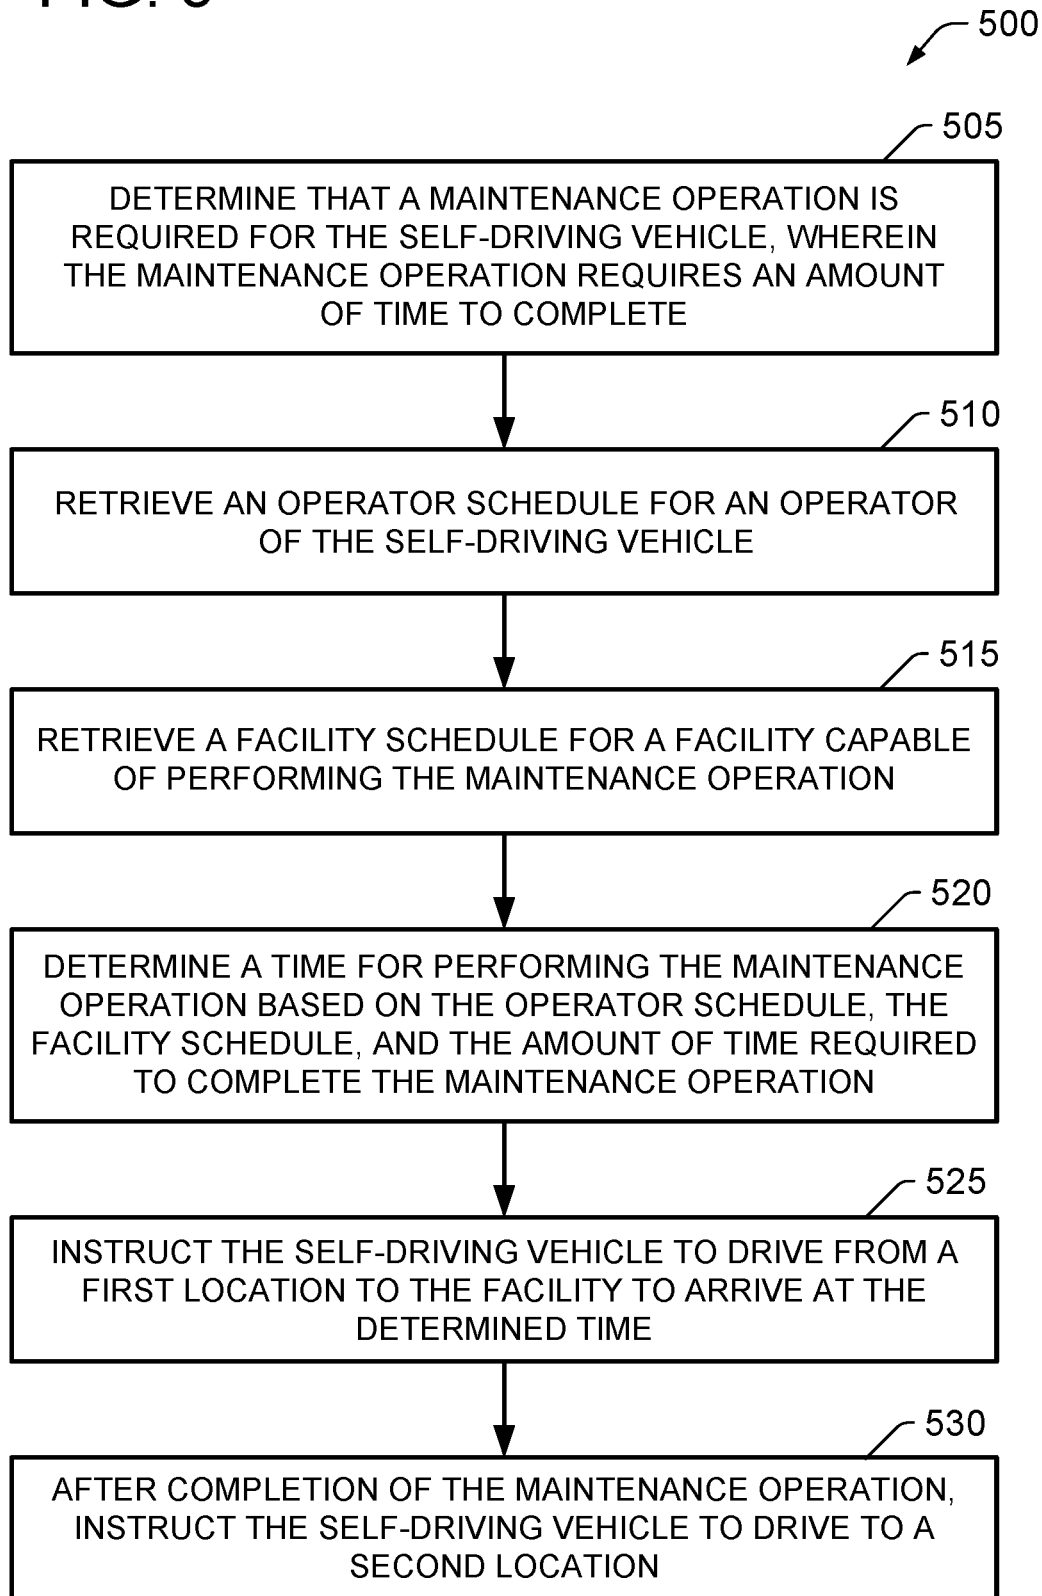 500
505
DETERMINE THAT A MAINTENANCE OPERATION IS
REQUIRED FOR THE SELF-DRIVING VEHICLE, WHEREIN
THE MAINTENANCE OPERATION REQUIRES AN AMOUNT
OF TIME TO COMPLETE
510
RETRIEVE AN OPERATOR SCHEDULE FOR AN OPERATOR
OF THE SELF-DRIVING VEHICLE
515
RETRIEVE A FACILITY SCHEDULE FOR A FACILITY CAPABLE
OF PERFORMING THE MAINTENANCE OPERATION
520
DETERMINE A TIME FOR PERFORMING THE MAINTENANCE
OPERATION BASED ON THE OPERATOR SCHEDULE, THE
FACILITY SCHEDULE, AND THE AMOUNT OF TIME REQUIRED
TO COMPLETE THE MAINTENANCE OPERATION
525
INSTRUCT THE SELF-DRIVING VEHICLE TO DRIVE FROM A
FIRST LOCATION TO THE FACILITY TO ARRIVE AT THE
DETERMINED TIME
530
AFTER COMPLETION OF THE MAINTENANCE OPERATION,
INSTRUCT THE SELF-DRIVING VEHICLE TO DRIVE TO A
SECOND LOCATION